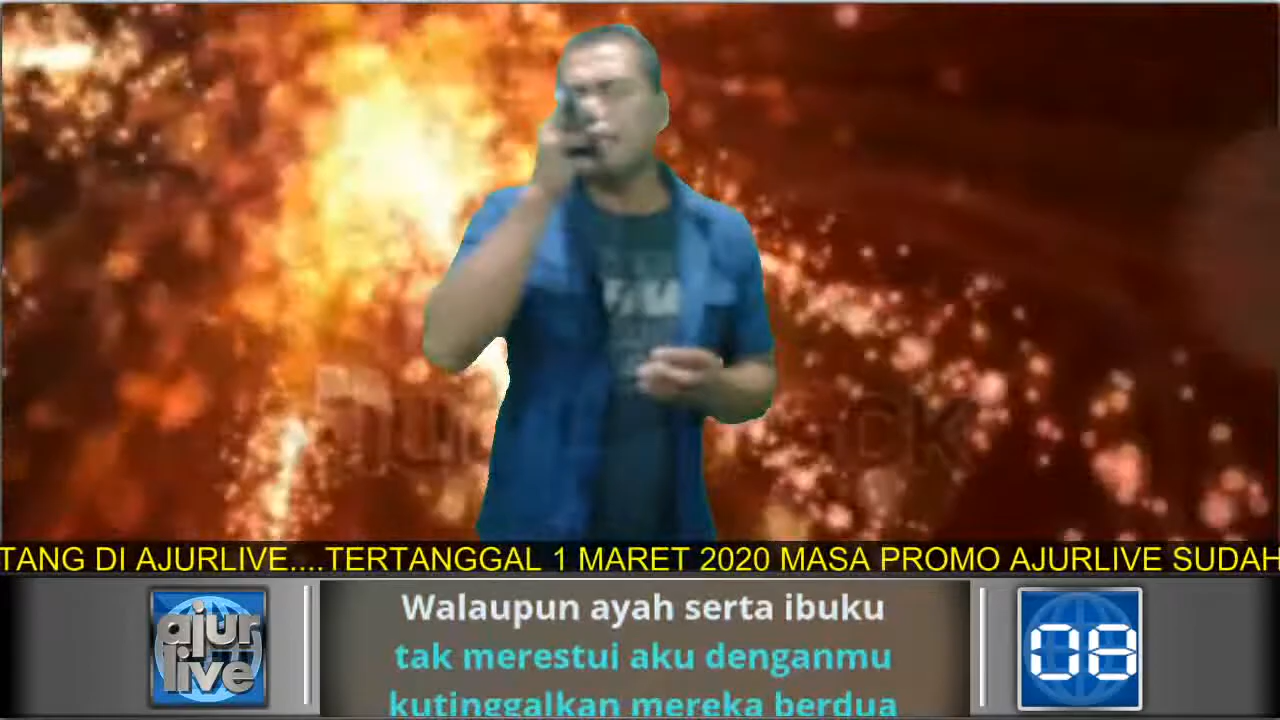 TANG DI AJURLIVE....TERTANGGAL 1 MARET 2020 MASA PROMO AJURLIVE SUDAH
ajur
live
Walaupun ayah serta ibuku
tak merestui aku denganmu
kutinggalkan mereka berdua
08